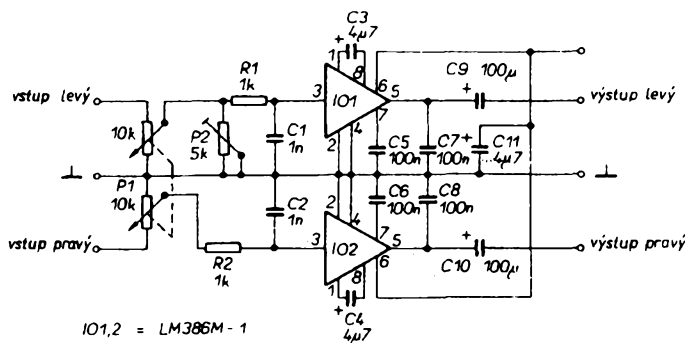 C3
4µ7
+
1
8
R1
1k
3
IO1
6
5
7
4
2
C9 100µ
+
vstup levý
výstup levý
10k
P2
5k
C1
1n
C5
100n
C7
100n
+
C11
4µ7
⊥
⊥
P1
10k
C2
1n
C6
100n
C8
100n
2
4
7
3
IO2
5
6
8
1
vstup pravý
R2
1k
+
C10 100µ
výstup pravý
+
C4
4µ7
IO1,2 = LM386M-1